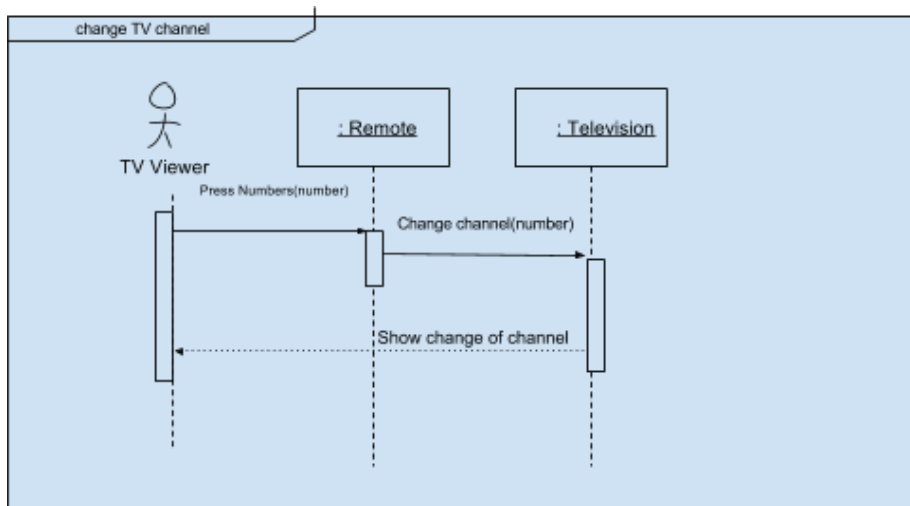 change TV channel
: Remote
: Television
TV Viewer
Press Numbers(number)
Change channel(number)
Show change of channel